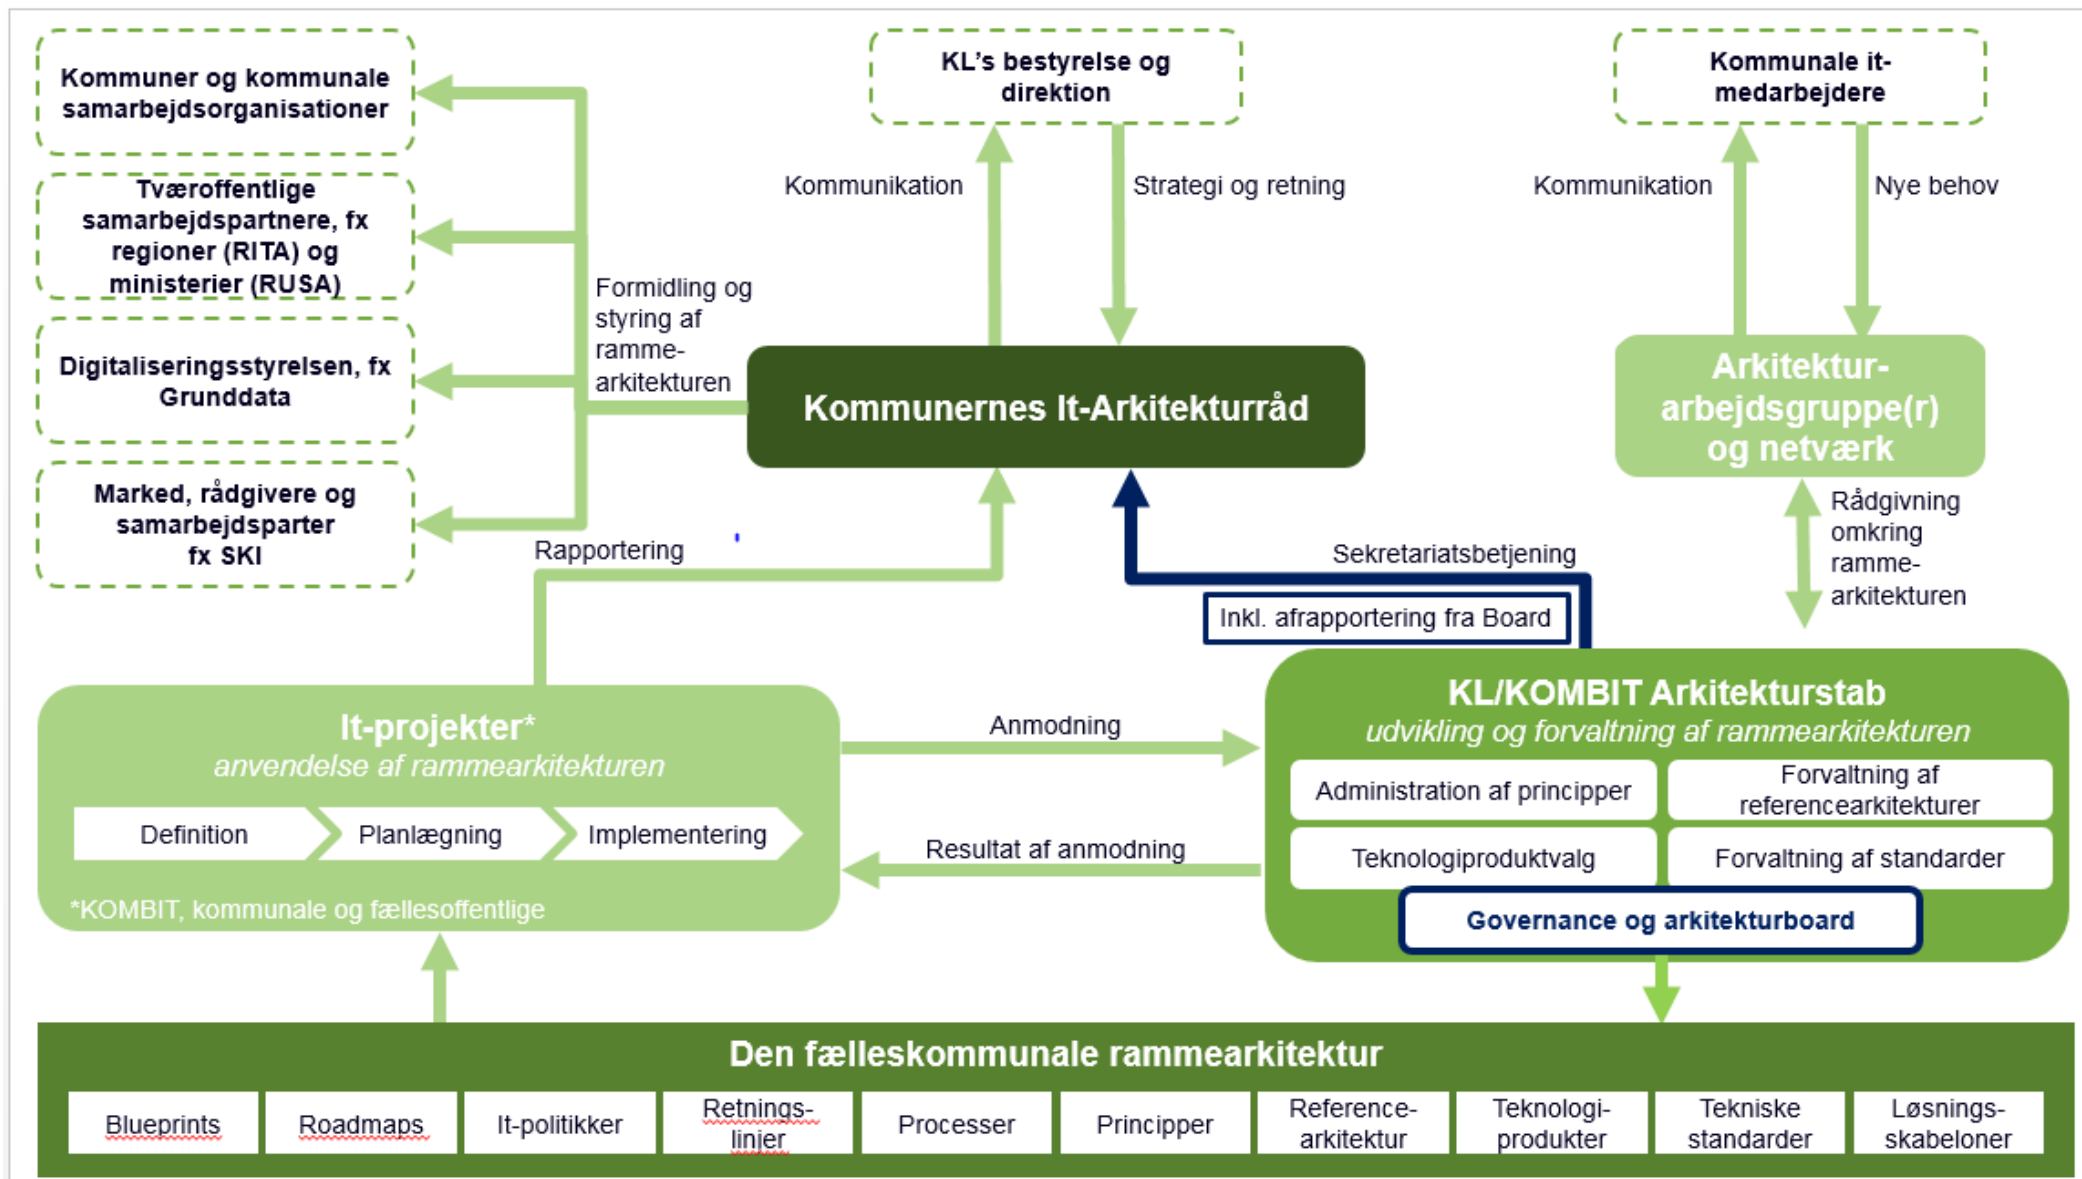 Kommuner og kommunale
samarbejdsorganisationer
Tværoffentlige
samarbejdspartnere, fx
regioner (RITA) og
ministerier (RUSA)
Digitaliseringsstyrelsen, fx
Grunddata
Marked, rådgivere og
samarbejdsparter
fx SKI
Formidling og
styring af
ramme-
arkitekturen
KL's bestyrelse og
direktion
Kommunikation
Strategi og retning
Kommunernes It-Arkitekturråd
Kommunale it-
medarbejdere
Kommunikation
Nye behov
Arkitektur-
arbejdsgruppe(r)
og netværk
Rådgivning
omkring
ramme-
arkitekturen
Rapportering
Sekretariatsbetjening
Inkl. afrapportering fra Board
It-projekter*
anvendelse af rammearkitekturen
Definition
Planlægning
Implementering
*KOMBIT, kommunale og fællesoffentlige
Anmodning
Resultat af anmodning
KL/KOMBIT Arkitekturstab
udvikling og forvaltning af rammearkitekturen
Administration af principper
Forvaltning af
referencearkitekturer
Teknologiproduktvalg
Forvaltning af standarder
Governance og arkitekturboard
Den fælleskommunale rammearkitektur
Blueprints
Roadmaps
It-politikker
Retnings-
linjer
Processer
Principper
Reference-
arkitektur
Teknologi-
produkter
Tekniske
standarder
Løsnings-
skabeloner